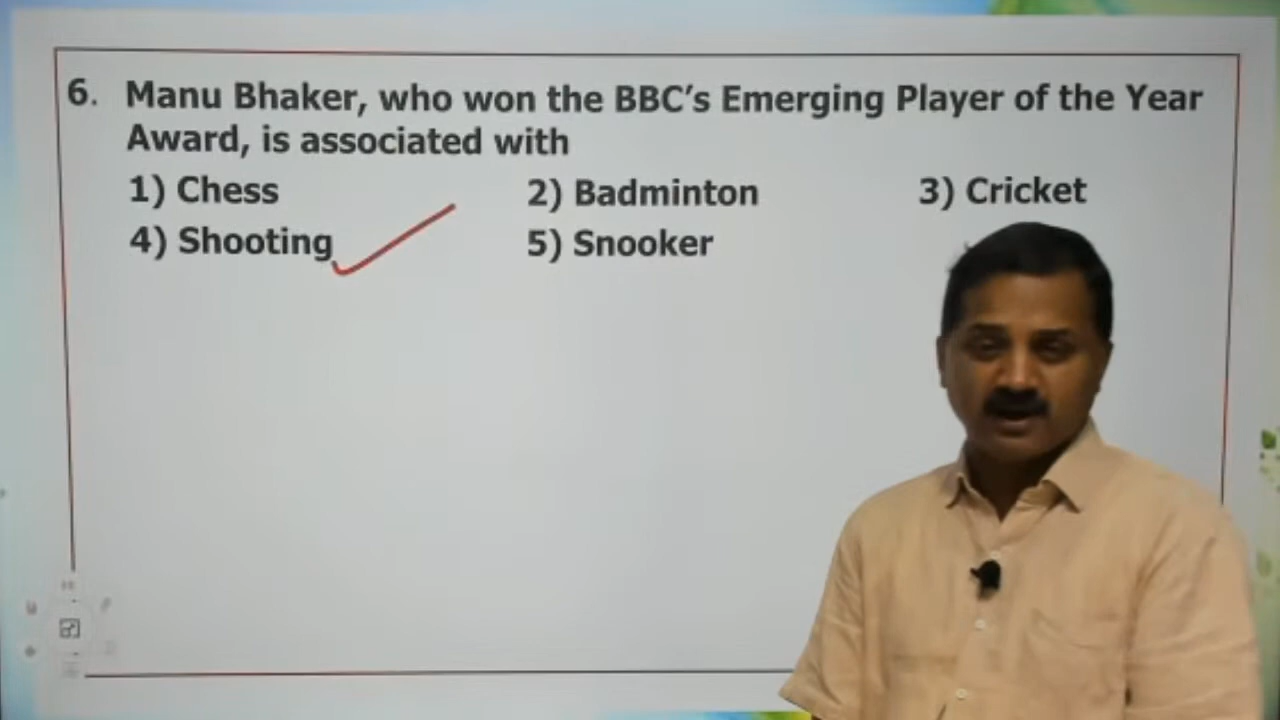 6. Manu Bhaker, who won the BBC’s Emerging Player of the Year
Award, is associated with
1) Chess 2) Badminton 3) Cricket
4) Shooting 5) Snooker